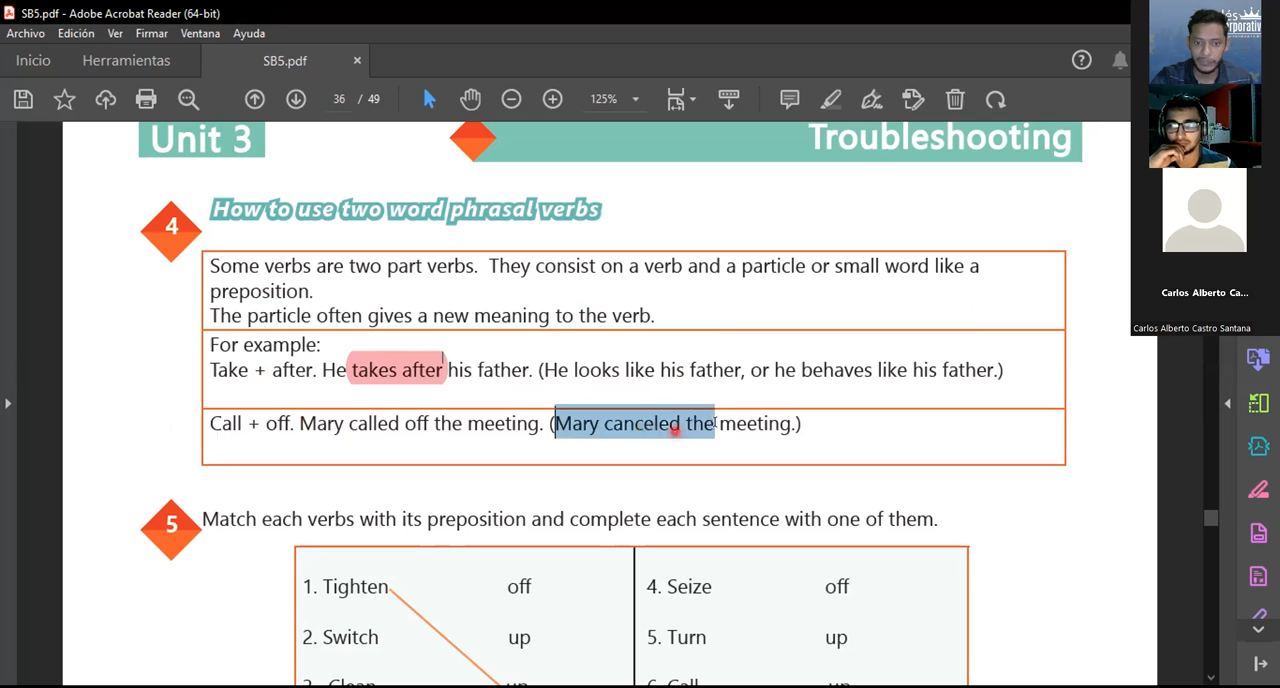 SB5.pdf - Adobe Acrobat Reader (64-bit)
Archivo Edición Ver Firmar Ventana Ayuda
Inicio Herramientas SB5.pdf ×
36 / 49 125%
Unit 3 Troubleshooting
4 How to use two word phrasal verbs
Some verbs are two part verbs. They consist on a verb and a particle or small word like a
preposition.
The particle often gives a new meaning to the verb.
For example:
Take + after. He takes after his father. (He looks like his father, or he behaves like his father.)
Call + off. Mary called off the meeting. (Mary canceled the meeting.)
5 Match each verbs with its preposition and complete each sentence with one of them.
1. Tighten off 4. Seize off
2. Switch up 5. Turn up
3. Clean up 6. Call up
Carlos Alberto Ca...
Carlos Alberto Castro Santana